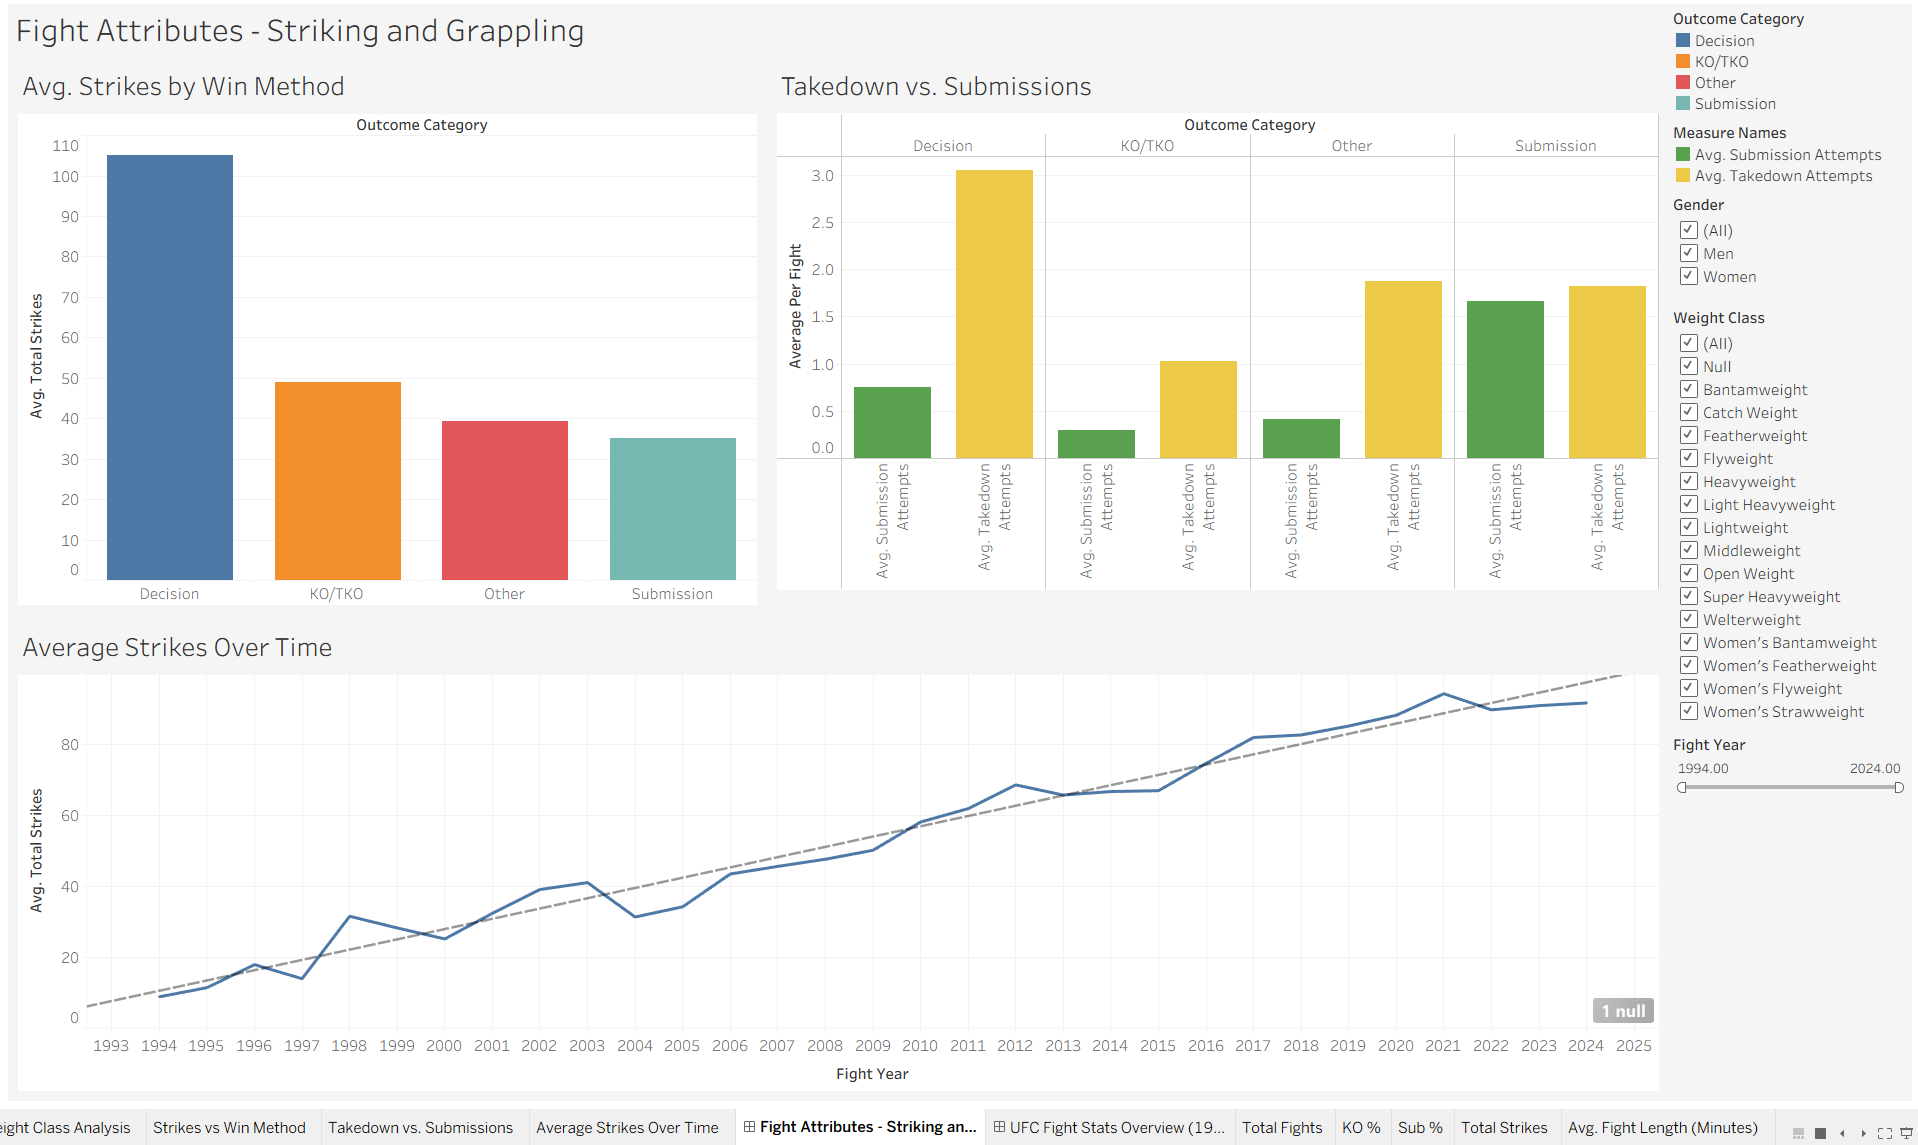 Fight Attributes - Striking and Grappling
Avg. Strikes by Win Method
Outcome Category
110
100
90
80
70
60
50
40
30
20
10
0
Avg. Total Strikes
Decision
KO/TKO
Other
Submission
Takedown vs. Submissions
Outcome Category
Decision
KO/TKO
Other
Submission
3.0
2.5
2.0
1.5
1.0
0.5
0.0
Average Per Fight
Avg. Submission
Attempts
Avg. Takedown
Attempts
Avg. Submission
Attempts
Avg. Takedown
Attempts
Avg. Submission
Attempts
Avg. Takedown
Attempts
Avg. Submission
Attempts
Avg. Takedown
Attempts
Average Strikes Over Time
80
60
40
20
0
Avg. Total Strikes
1 null
1993 1994 1995 1996 1997 1998 1999 2000 2001 2002 2003 2004 2005 2006 2007 2008 2009 2010 2011 2012 2013 2014 2015 2016 2017 2018 2019 2020 2021 2022 2023 2024 2025
Fight Year
Outcome Category
Decision
KO/TKO
Other
Submission
Measure Names
Avg. Submission Attempts
Avg. Takedown Attempts
Gender
(All)
Men
Women
Weight Class
(All)
Null
Bantamweight
Catch Weight
Featherweight
Flyweight
Heavyweight
Light Heavyweight
Lightweight
Middleweight
Open Weight
Super Heavyweight
Welterweight
Women's Bantamweight
Women's Featherweight
Women's Flyweight
Women's Strawweight
Fight Year
1994.00 2024.00
eight Class Analysis Strikes vs Win Method Takedown vs. Submissions Average Strikes Over Time Fight Attributes - Striking an... UFC Fight Stats Overview (19... Total Fights KO % Sub % Total Strikes Avg. Fight Length (Minutes)